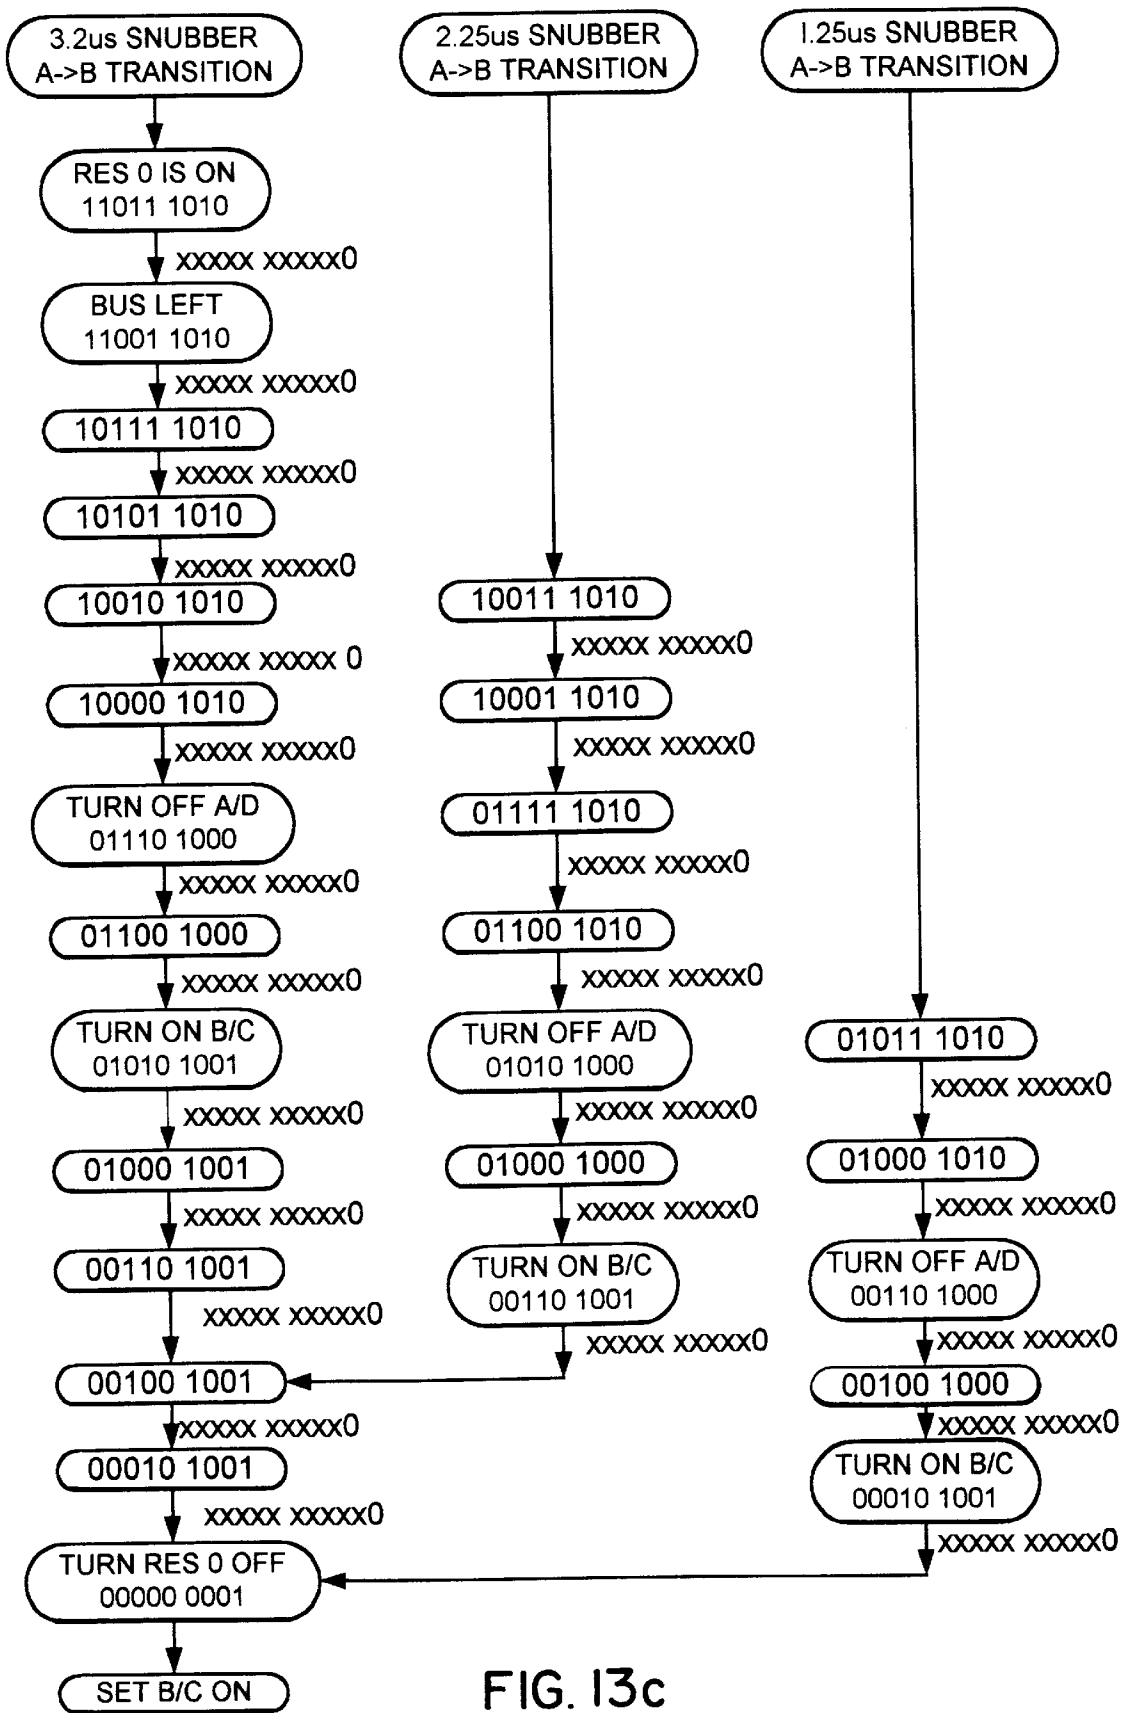 3.2us SNUBBER
A->B TRANSITION
RES 0 IS ON
11011 1010
xxxxx xxxxx0
BUS LEFT
11001 1010
xxxxx xxxxx0
10111 1010
xxxxx xxxxx0
10101 1010
xxxxx xxxxx0
10010 1010
xxxxx xxxxx 0
10000 1010
xxxxx xxxxx0
TURN OFF A/D
01110 1000
xxxxx xxxxx0
01100 1000
xxxxx xxxxx0
TURN ON B/C
01010 1001
xxxxx xxxxx0
01000 1001
xxxxx xxxxx0
00110 1001
xxxxx xxxxx0
00100 1001
xxxxx xxxxx0
00010 1001
xxxxx xxxxx0
TURN RES 0 OFF
00000 0001
SET B/C ON
2.25us SNUBBER
A->B TRANSITION
10011 1010
xxxxx xxxxx0
10001 1010
xxxxx xxxxx0
01111 1010
xxxxx xxxxx0
01100 1010
xxxxx xxxxx0
TURN OFF A/D
01010 1000
xxxxx xxxxx0
01000 1000
xxxxx xxxxx0
TURN ON B/C
00110 1001
xxxxx xxxxx0
1.25us SNUBBER
A->B TRANSITION
01011 1010
xxxxx xxxxx0
01000 1010
xxxxx xxxxx0
TURN OFF A/D
00110 1000
xxxxx xxxxx0
00100 1000
xxxxx xxxxx0
TURN ON B/C
00010 1001
xxxxx xxxxx0
FIG. 13c